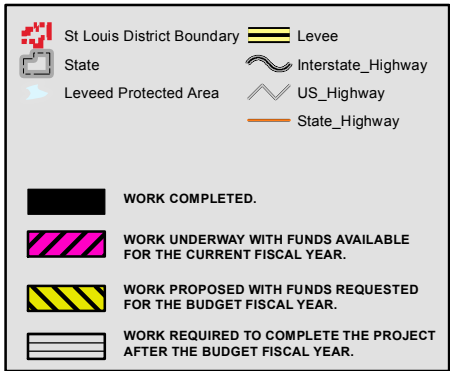 St Louis District Boundary
State
Leveed Protected Area
Levee
Interstate_Highway
US_Highway
State_Highway
WORK COMPLETED.
WORK UNDERWAY WITH FUNDS AVAILABLE
FOR THE CURRENT FISCAL YEAR.
WORK PROPOSED WITH FUNDS REQUESTED
FOR THE BUDGET FISCAL YEAR.
WORK REQUIRED TO COMPLETE THE PROJECT
AFTER THE BUDGET FISCAL YEAR.